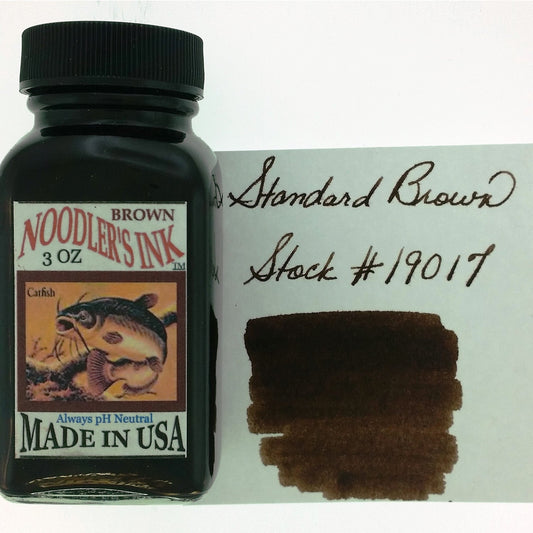 BROWN
NOODLER'S INK
TM
3 OZ
Catfish
Always pH Neutral
MADE IN USA
Standard Brown
Stock #19017